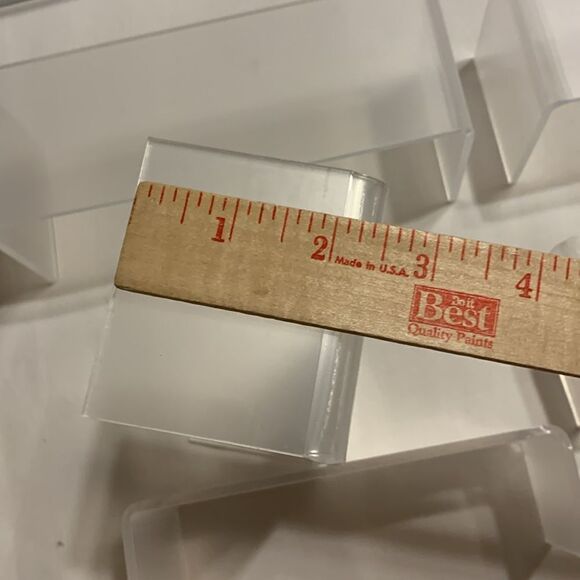 1 2 Made in U.S.A. 3 4
Do it
Best
Quality Paints